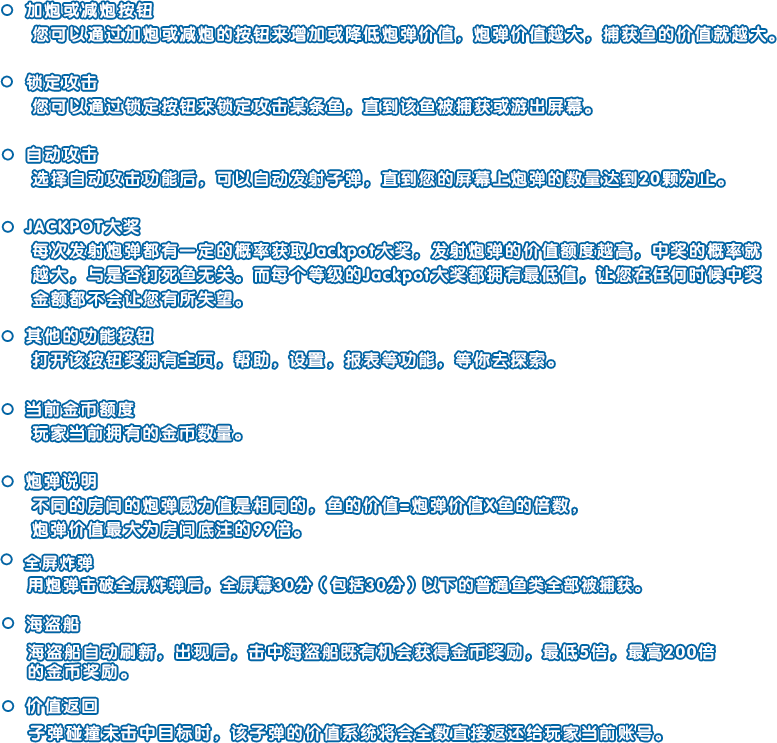 加炮或减炮按钮
您可以通过加炮或减炮的按钮来增加或降低炮弹价值，炮弹价值越大，捕获鱼的价值就越大。
锁定攻击
您可以通过锁定按钮来锁定攻击某条鱼，直到该鱼被捕获或游出屏幕。
自动攻击
选择自动攻击功能后，可以自动发射子弹，直到您的屏幕上炮弹的数量达到20颗为止。
JACKPOT大奖
每次发射炮弹都有一定的概率获取Jackpot大奖，发射炮弹的价值额度越高，中奖的概率就
越大，与是否打死鱼无关。而每个等级的Jackpot大奖都拥有最低值，让您在任何时候中奖
金额都不会让您有所失望。
其他的功能按钮
打开该按钮奖拥有主页，帮助，设置，报表等功能，等你去探索。
当前金币额度
玩家当前拥有的金币数量。
炮弹说明
不同的房间的炮弹威力值是相同的，鱼的价值=炮弹价值X鱼的倍数，
炮弹价值最大为房间底注的99倍。
全屏炸弹
用炮弹击破全屏炸弹后，全屏幕30分（包括30分）以下的普通鱼类全部被捕获。
海盗船
海盗船自动刷新，出现后，击中海盗船既有机会获得金币奖励，最低5倍，最高200倍
的金币奖励。
价值返回
子弹碰撞未击中目标时，该子弹的价值系统将会全数直接返还给玩家当前账号。